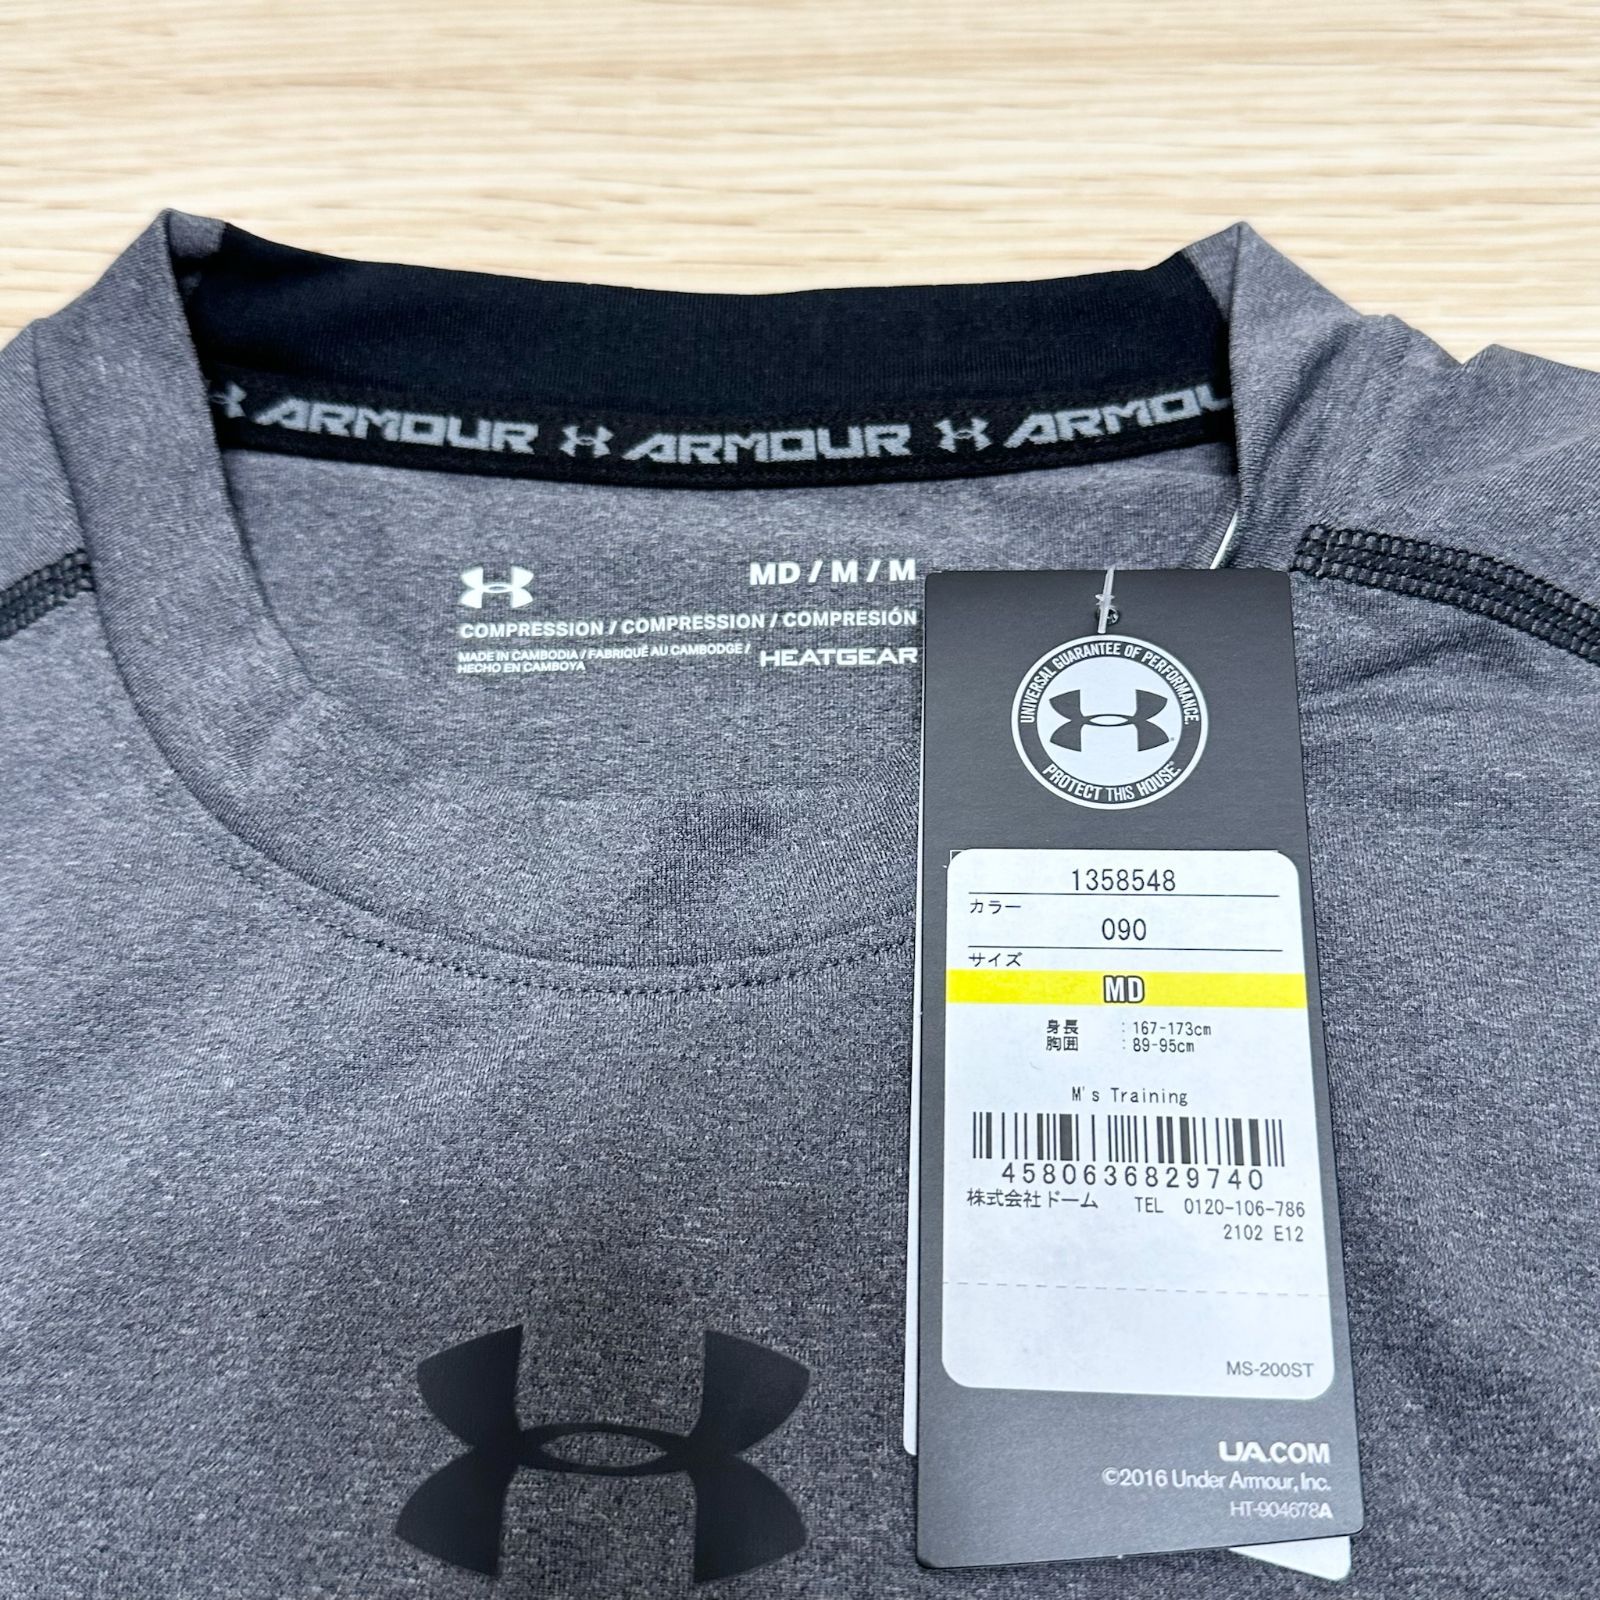 ARMOUR ARMOUR ARMOU
MD / M / M
COMPRESSION / COMPRESSION / COMPRESIÓN
MADE IN CAMBODIA / FABRIQUÉ AU CAMBODGE /
HECHO EN CAMBOYA
HEATGEAR
UNIVERSAL GUARANTEE OF PERFORMANCE.
PROTECT THIS HOUSE
1358548
カラー
090
サイズ
MD
身長 : 167-173cm
胸囲 : 89-95cm
M's Training
4580636829740
株式会社ドーム TEL 0120-106-786
2102 E12
MS-200ST
UA.COM
©2016 Under Armour, Inc.
HT-904678A